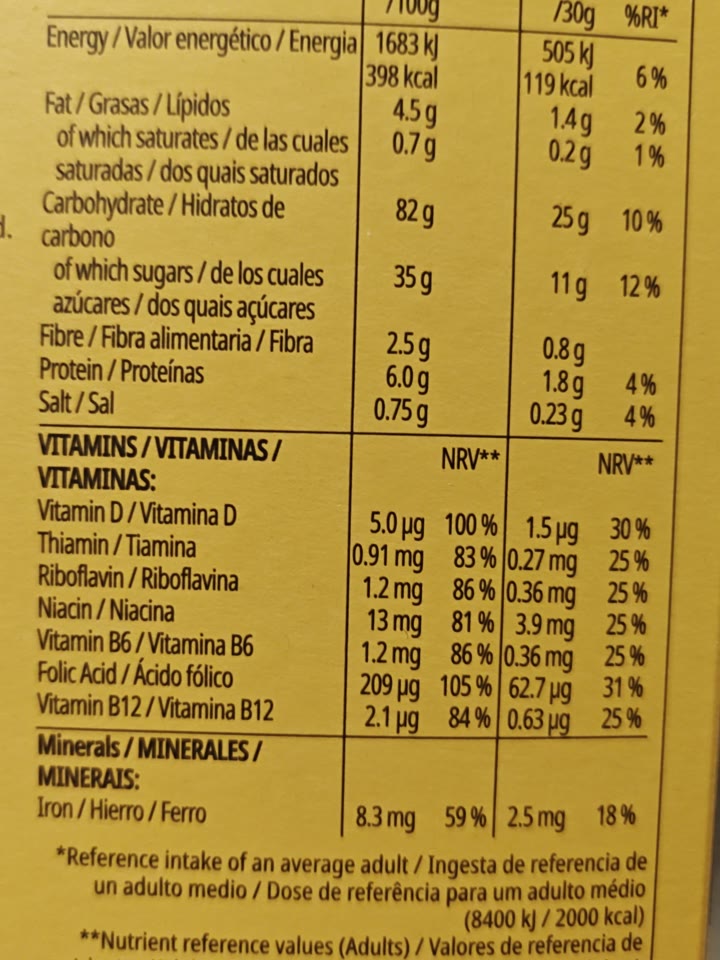 /100g /30g %RI*
Energy / Valor energético / Energia 1683 kJ 505 kJ
398 kcal 119 kcal 6 %
Fat / Grasas / Lípidos 4.5 g 1.4 g 2 %
of which saturates / de las cuales 0.7 g 0.2 g 1 %
saturadas / dos quais saturados
Carbohydrate / Hidratos de 82 g 25 g 10 %
d. carbono
of which sugars / de los cuales 35 g 11 g 12 %
azúcares / dos quais açúcares
Fibre / Fibra alimentaria / Fibra 2.5 g 0.8 g
Protein / Proteínas 6.0 g 1.8 g 4 %
Salt / Sal 0.75 g 0.23 g 4 %
VITAMINS / VITAMINAS / NRV** NRV**
VITAMINAS:
Vitamin D / Vitamina D 5.0 µg 100 % 1.5 µg 30 %
Thiamin / Tiamina 0.91 mg 83 % 0.27 mg 25 %
Riboflavin / Riboflavina 1.2 mg 86 % 0.36 mg 25 %
Niacin / Niacina 13 mg 81 % 3.9 mg 25 %
Vitamin B6 / Vitamina B6 1.2 mg 86 % 0.36 mg 25 %
Folic Acid / Ácido fólico 209 µg 105 % 62.7 µg 31 %
Vitamin B12 / Vitamina B12 2.1 µg 84 % 0.63 µg 25 %
Minerals / MINERALES /
MINERAIS:
Iron / Hierro / Ferro 8.3 mg 59 % 2.5 mg 18 %
*Reference intake of an average adult / Ingesta de referencia de
un adulto medio / Dose de referência para um adulto médio
(8400 kJ / 2000 kcal)
**Nutrient reference values (Adults) / Valores de referencia de